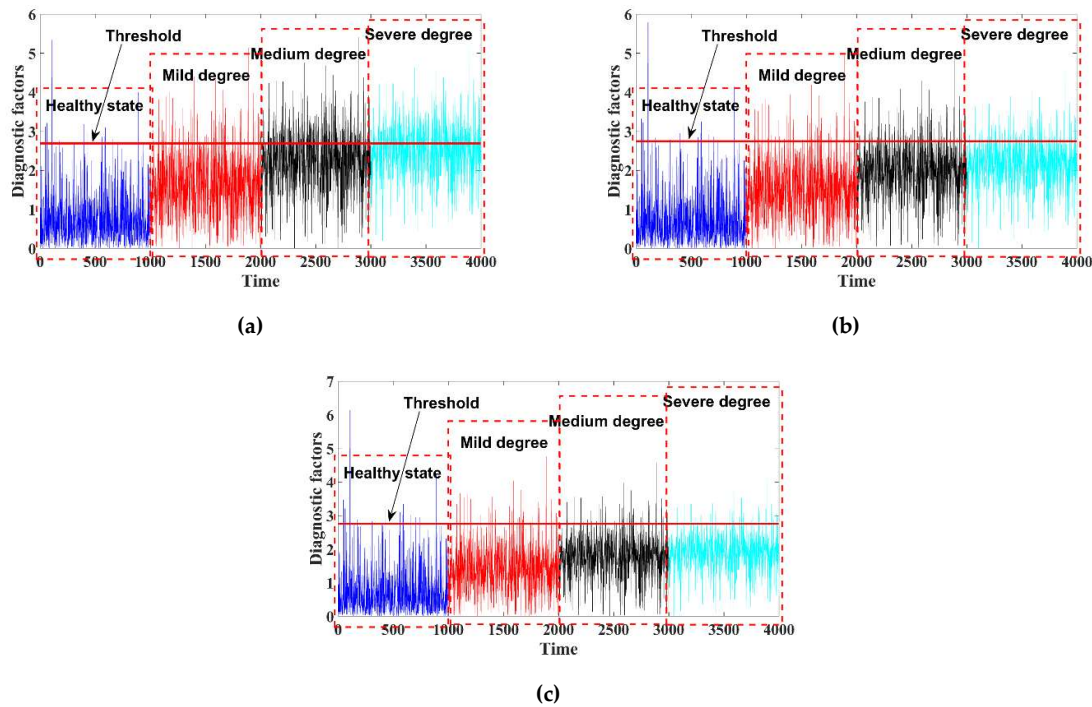 6
5
4
3
2
1
0
Diagnostic factors
Threshold
Healthy state
Mild degree
Medium degree
Severe degree
0 500 1000 1500 2000 2500 3000 3500 4000
Time
(a)
6
5
4
3
2
1
0
Diagnostic factors
Threshold
Healthy state
Mild degree
Medium degree
Severe degree
0 500 1000 1500 2000 2500 3000 3500 4000
Time
(b)
7
6
5
4
3
2
1
0
Diagnostic factors
Threshold
Healthy state
Mild degree
Medium degree
Severe degree
0 500 1000 1500 2000 2500 3000 3500 4000
Time
(c)